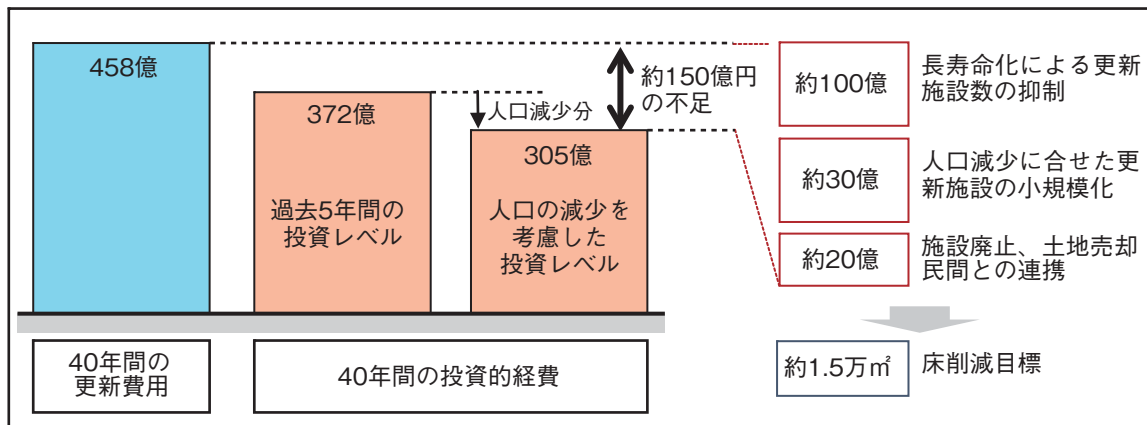 458億
372億
過去5年間の
投資レベル
人口減少分
305億
人口の減少を
考慮した
投資レベル
約150億円
の不足
約100億
長寿命化による更新
施設数の抑制
約30億
人口減少に合せた更
新施設の小規模化
約20億
施設廃止、土地売却
民間との連携
40年間の
更新費用
40年間の投資的経費
約1.5万㎡
床削減目標